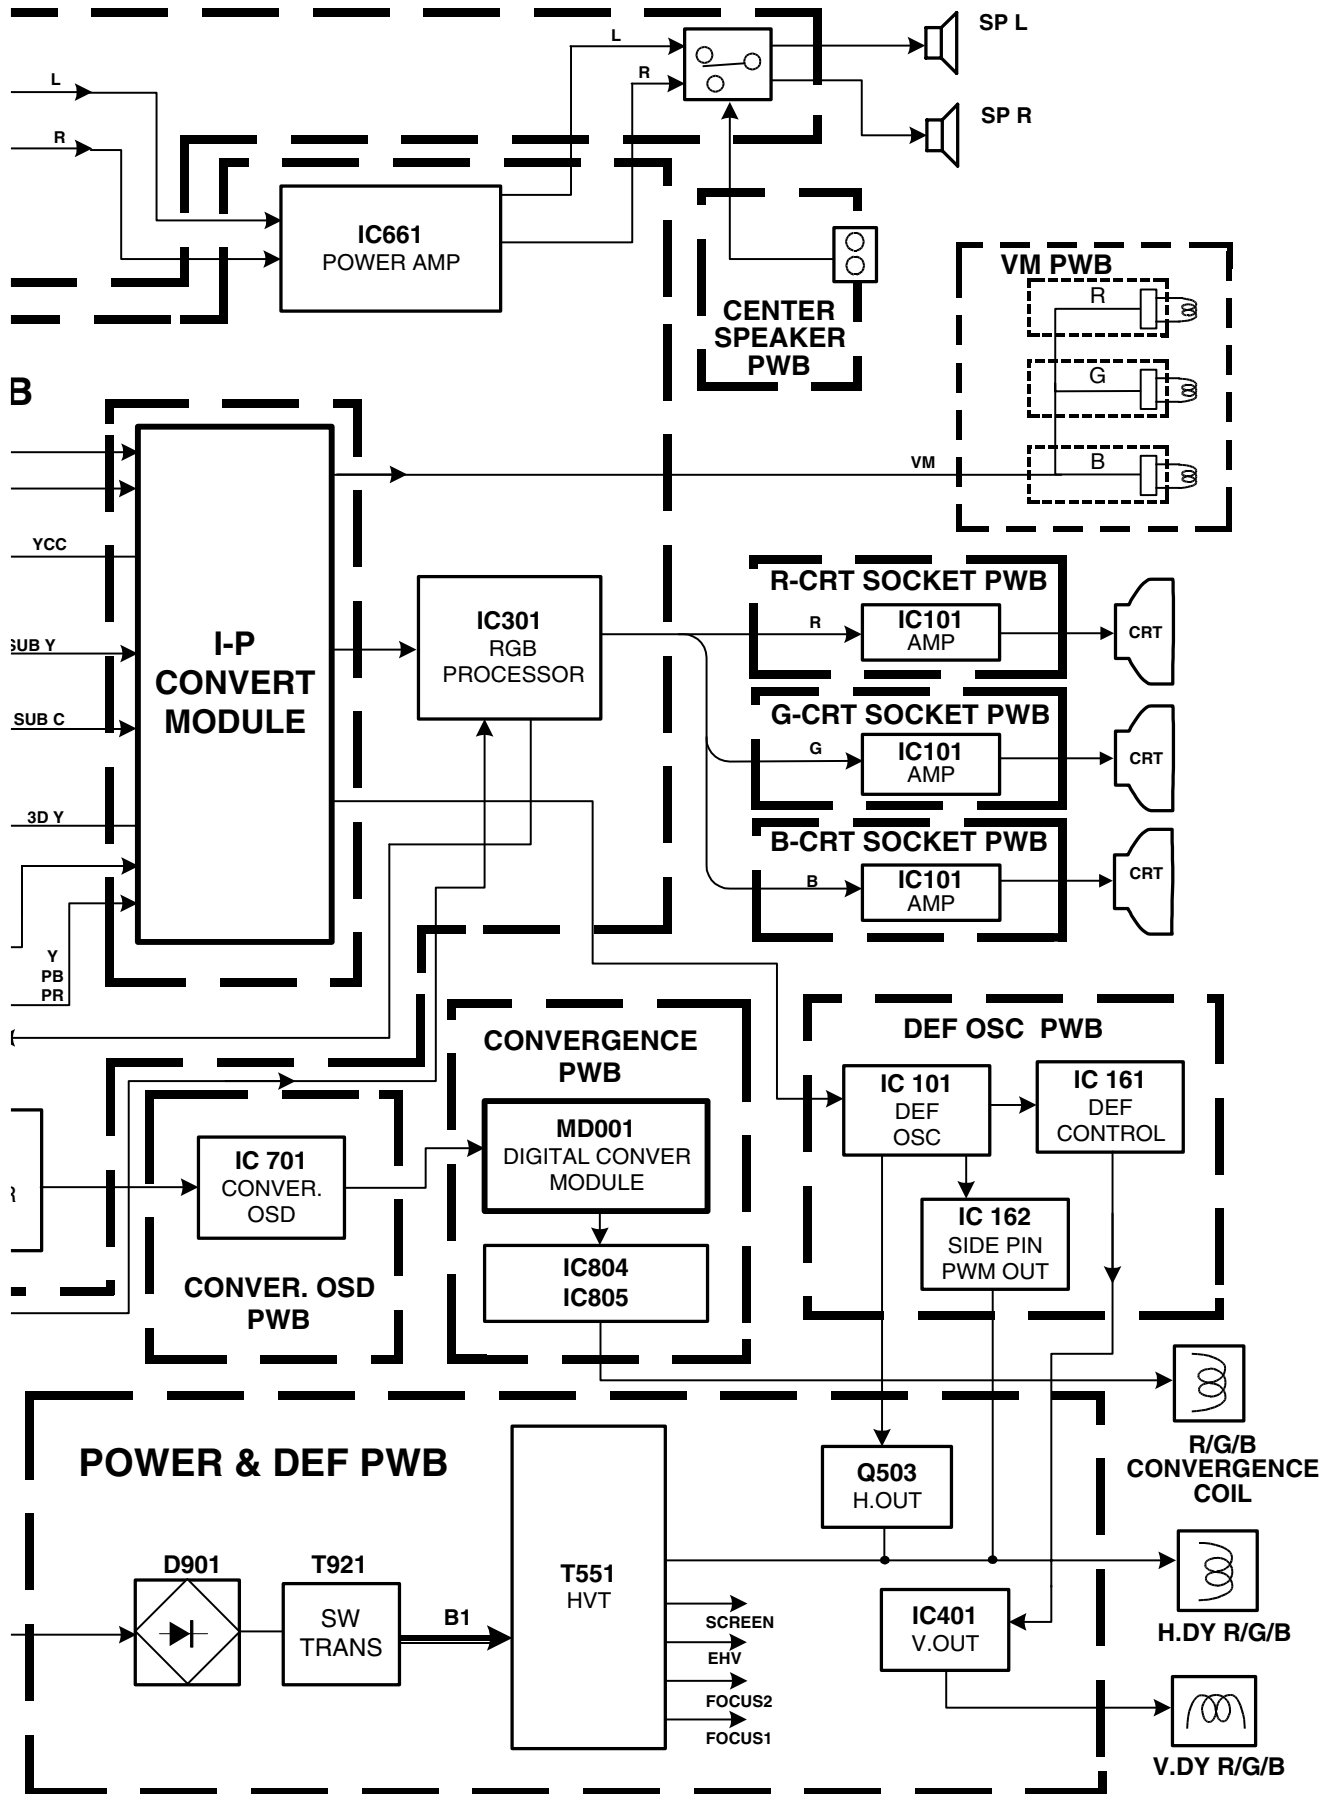 SP L
L
R
L
R
SP R
IC661
POWER AMP
CENTER
SPEAKER
PWB
VM PWB
R
G
B
B
VM
YCC
SUB Y
SUB C
3D Y
Y
PB
PR
I-P
CONVERT
MODULE
IC301
RGB
PROCESSOR
R-CRT SOCKET PWB
R
IC101
AMP
CRT
G-CRT SOCKET PWB
G
IC101
AMP
CRT
B-CRT SOCKET PWB
B
IC101
AMP
CRT
CONVERGENCE
PWB
MD001
DIGITAL CONVER
MODULE
IC804
IC805
DEF OSC PWB
IC 101
DEF
OSC
IC 161
DEF
CONTROL
IC 162
SIDE PIN
PWM OUT
R
IC 701
CONVER.
OSD
CONVER. OSD
PWB
R/G/B
CONVERGENCE
COIL
POWER & DEF PWB
D901
T921
SW
TRANS
B1
T551
HVT
SCREEN
EHV
FOCUS2
FOCUS1
Q503
H.OUT
IC401
V.OUT
H.DY R/G/B
V.DY R/G/B